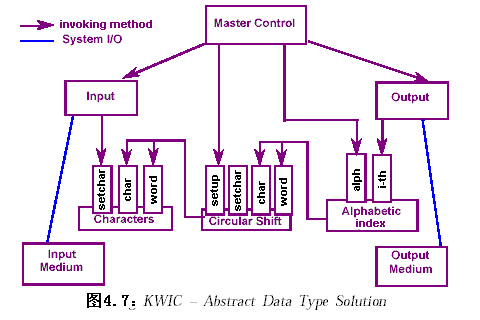 invoking method
System I/O
Master Control
Input
Output
setchar
char
word
setup
setchar
char
word
alph
i-th
Characters
Circular Shift
Alphabetic
index
Input
Medium
Output
Medium
图4.7: KWIC - Abstract Data Type Solution